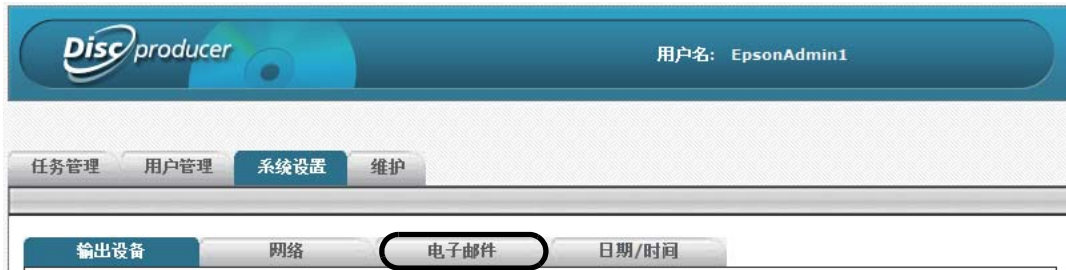 Disc producer 用户名: EpsonAdmin1
任务管理 用户管理 系统设置 维护
输出设备 网络 电子邮件 日期/时间